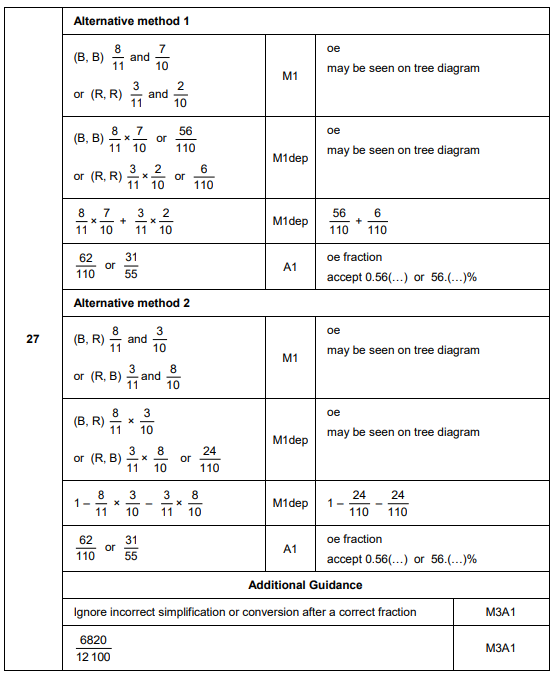 Alternative method 1
(B, B) 8/11 and 7/10
or (R, R) 3/11 and 2/10
M1
oe
may be seen on tree diagram
(B, B) 8/11 × 7/10 or 56/110
or (R, R) 3/11 × 2/10 or 6/110
M1dep
oe
may be seen on tree diagram
8/11 × 7/10 + 3/11 × 2/10
M1dep
56/110 + 6/110
62/110 or 31/55
A1
oe fraction
accept 0.56(…) or 56.(…)%
Alternative method 2
27
(B, R) 8/11 and 3/10
or (R, B) 3/11 and 8/10
M1
oe
may be seen on tree diagram
(B, R) 8/11 × 3/10
or (R, B) 3/11 × 8/10 or 24/110
M1dep
oe
may be seen on tree diagram
1 – 8/11 × 3/10 – 3/11 × 8/10
M1dep
1 – 24/110 – 24/110
62/110 or 31/55
A1
oe fraction
accept 0.56(…) or 56.(…)%
Additional Guidance
Ignore incorrect simplification or conversion after a correct fraction
M3A1
6820/12 100
M3A1